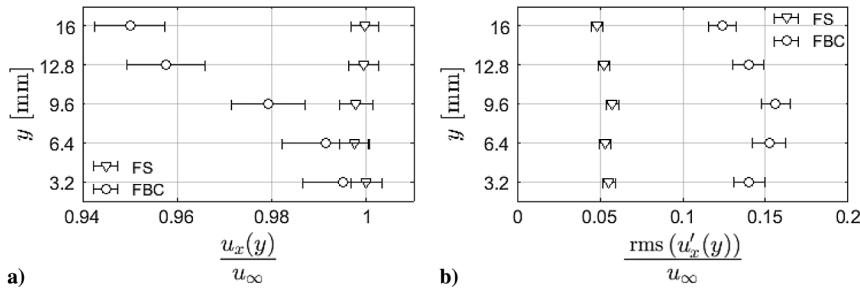 y [mm]
16
12.8
9.6
6.4
3.2
FS
FBC
0.94 0.96 0.98 1
u_x(y)
u_∞
a)
y [mm]
16
12.8
9.6
6.4
3.2
FS
FBC
0 0.05 0.1 0.15 0.2
rms (u'_x(y))
u_∞
b)